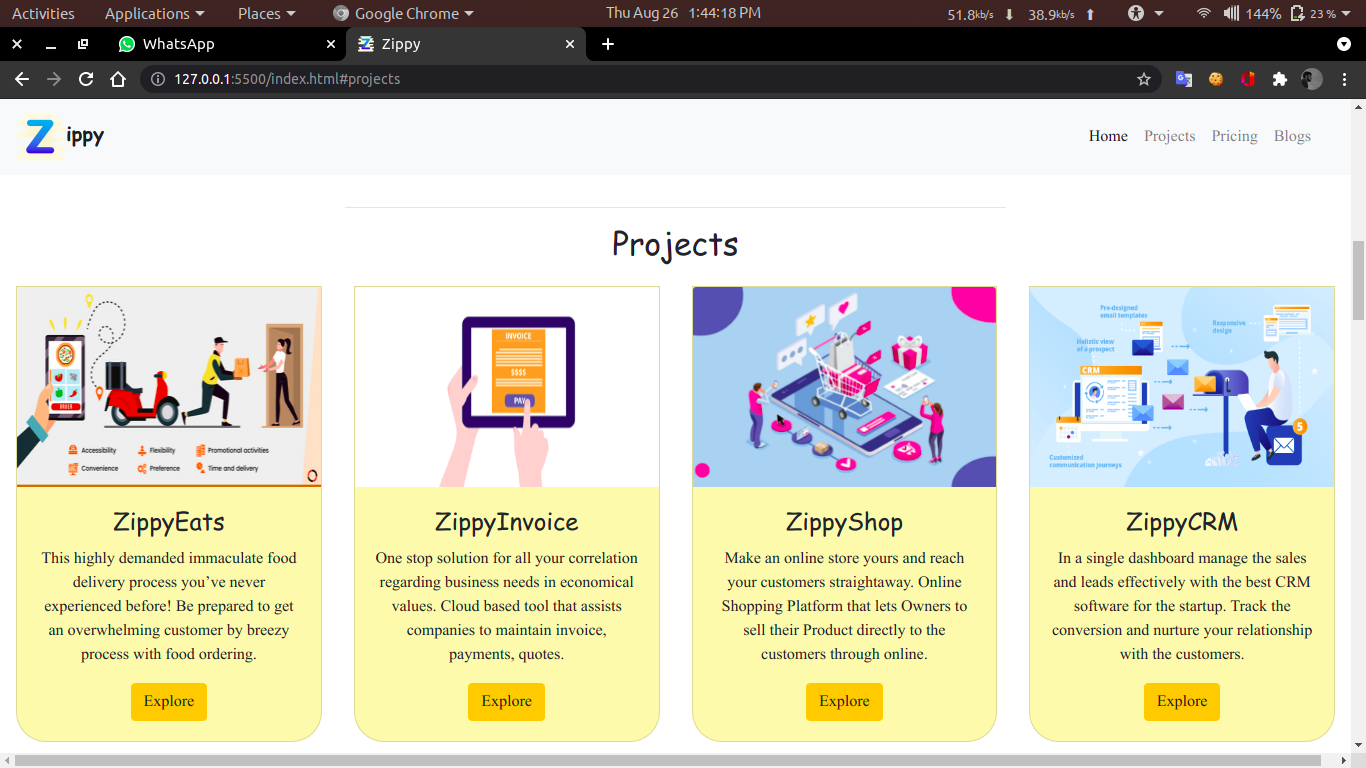 Activities Applications Places Google Chrome Thu Aug 26 1:44:18 PM 51.8kb/s 38.9kb/s 144% 23 %
WhatsApp Zippy
127.0.0.1:5500/index.html#projects
Z ippy Home Projects Pricing Blogs
Projects
ORDER
Accessibility Flexibility Promotional activities
Convenience Preference Time and delivery
INVOICE
$$$$
PAY
Pre-designed
email templates
Responsive
design
Holistic view
of a prospect
CRM
5
Customized
communication journeys
ZippyEats
This highly demanded immaculate food
delivery process you’ve never
experienced before! Be prepared to get
an overwhelming customer by breezy
process with food ordering.
Explore
ZippyInvoice
One stop solution for all your correlation
regarding business needs in economical
values. Cloud based tool that assists
companies to maintain invoice,
payments, quotes.
Explore
ZippyShop
Make an online store yours and reach
your customers straightaway. Online
Shopping Platform that lets Owners to
sell their Product directly to the
customers through online.
Explore
ZippyCRM
In a single dashboard manage the sales
and leads effectively with the best CRM
software for the startup. Track the
conversion and nurture your relationship
with the customers.
Explore